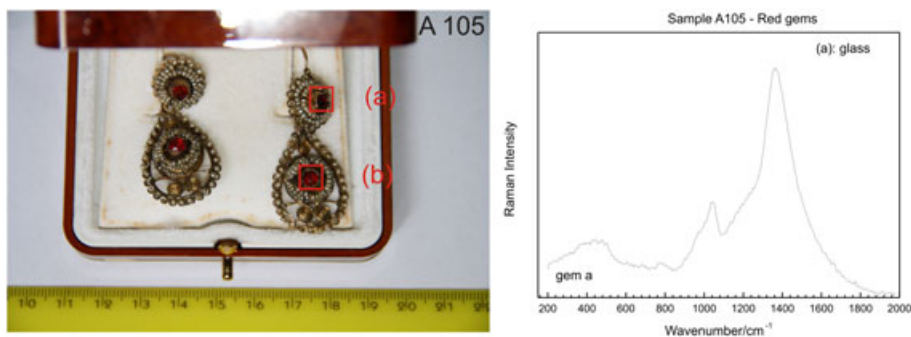 A 105
(a)
(b)
10 11 12 13 14 15 16 17 18 19 20 21 22
Sample A105 - Red gems
(a): glass
Raman Intensity
gem a
200 400 600 800 1000 1200 1400 1600 1800 2000
Wavenumber/cm⁻¹